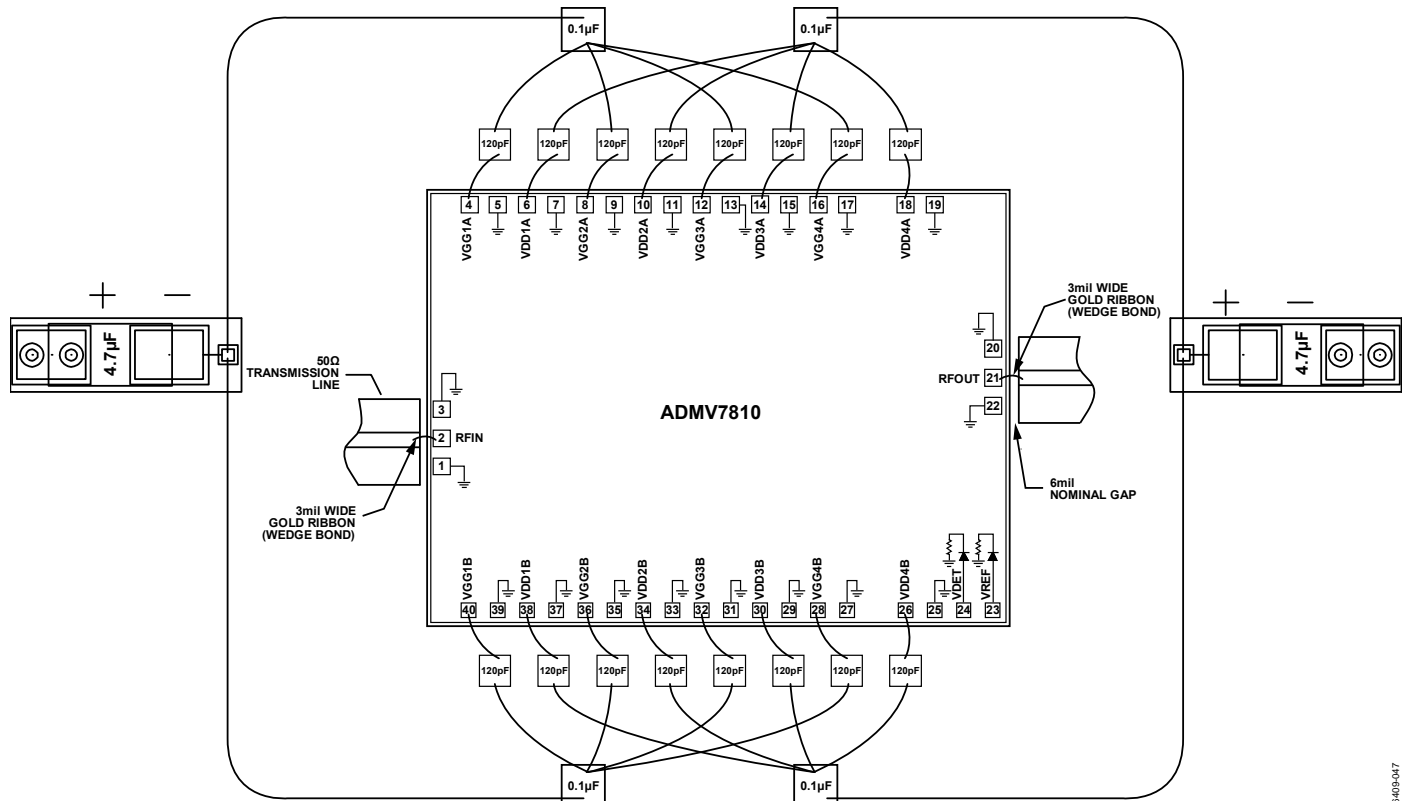 0.1µF
0.1µF
120pF
120pF
120pF
120pF
120pF
120pF
120pF
120pF
4
5
6
7
8
9
10
11
12
13
14
15
16
17
18
19
VGG1A
VDD1A
VGG2A
VDD2A
VGG3A
VDD3A
VGG4A
VDD4A
+
−
4.7µF
50Ω
TRANSMISSION
LINE
3
2
RFIN
1
3mil WIDE
GOLD RIBBON
(WEDGE BOND)
ADMV7810
3mil WIDE
GOLD RIBBON
(WEDGE BOND)
20
RFOUT
21
22
6mil
NOMINAL GAP
+
−
4.7µF
VGG1B
VDD1B
VGG2B
VDD2B
VGG3B
VDD3B
VGG4B
VDD4B
VDET
VREF
40
39
38
37
36
35
34
33
32
31
30
29
28
27
26
25
24
23
120pF
120pF
120pF
120pF
120pF
120pF
120pF
120pF
0.1µF
0.1µF